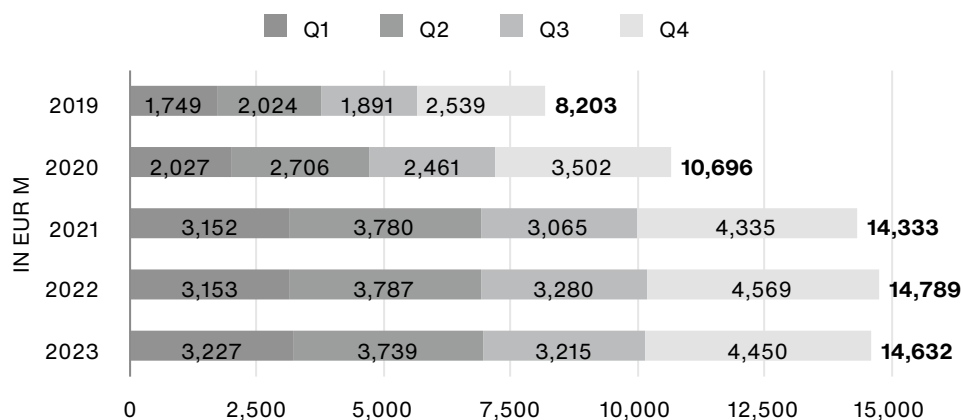 Q1 Q2 Q3 Q4
2019 1,749 2,024 1,891 2,539 8,203
2020 2,027 2,706 2,461 3,502 10,696
2021 3,152 3,780 3,065 4,335 14,333
2022 3,153 3,787 3,280 4,569 14,789
2023 3,227 3,739 3,215 4,450 14,632
0 2,500 5,000 7,500 10,000 12,500 15,000
IN EUR M